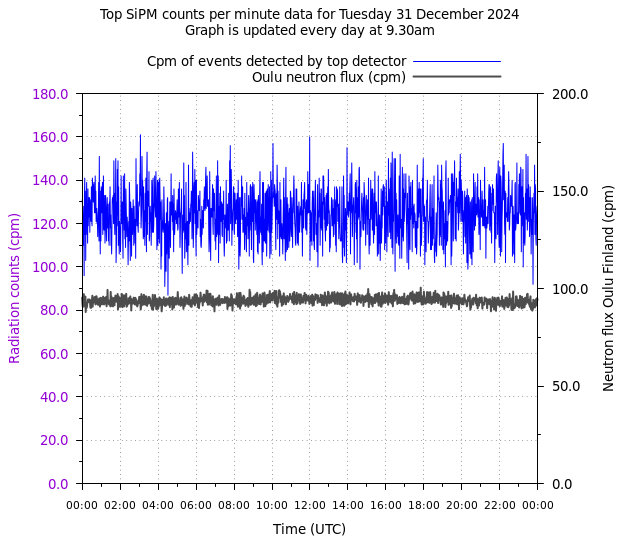 Top SiPM counts per minute data for Tuesday 31 December 2024
Graph is updated every day at 9.30am
Cpm of events detected by top detector
Oulu neutron flux (cpm)
180.0
160.0
140.0
120.0
100.0
80.0
60.0
40.0
20.0
0.0
Radiation counts (cpm)
200.0
150.0
100.0
50.0
0.0
Neutron flux Oulu Finland (cpm)
00:00 02:00 04:00 06:00 08:00 10:00 12:00 14:00 16:00 18:00 20:00 22:00 00:00
Time (UTC)